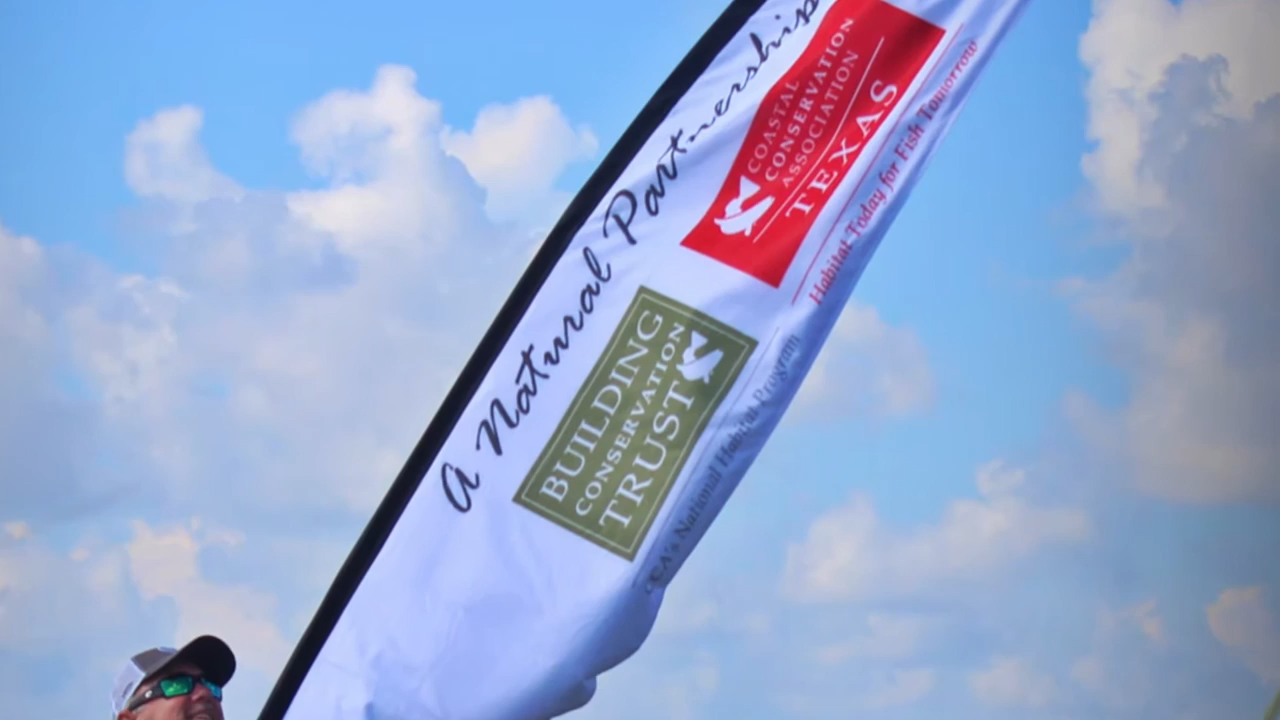 A Natural Partnership
COASTAL
CONSERVATION
ASSOCIATION
TEXAS
Habitat Today for Fish Tomorrow
BUILDING
CONSERVATION
TRUST
CCA's National Habitat Program